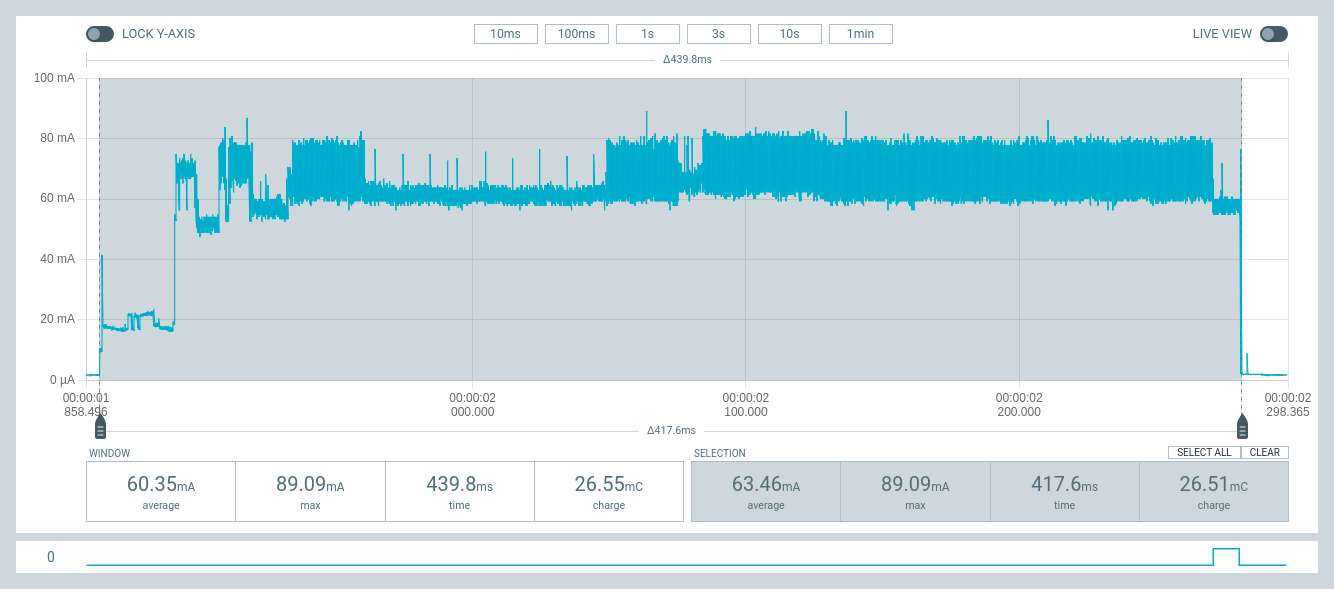 LOCK Y-AXIS 10ms 100ms 1s 3s 10s 1min LIVE VIEW
Δ439.8ms
100 mA
80 mA
60 mA
40 mA
20 mA
0 µA
00:00:01 00:00:02 00:00:02 00:00:02 00:00:02
858.496 000.000 100.000 200.000 298.365
Δ417.6ms
WINDOW SELECTION SELECT ALL CLEAR
60.35mA 89.09mA 439.8ms 26.55mC 63.46mA 89.09mA 417.6ms 26.51mC
average max time charge average max time charge
0